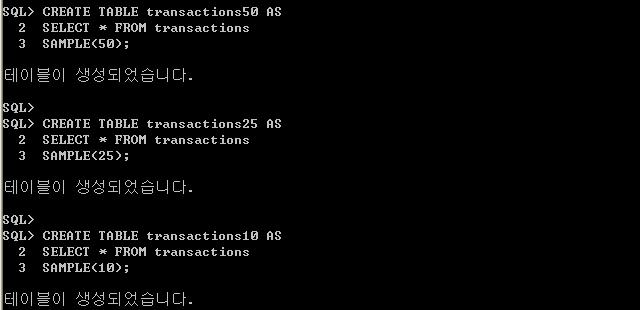 SQL> CREATE TABLE transactions50 AS
2 SELECT * FROM transactions
3 SAMPLE(50);
테이블이 생성되었습니다.
SQL>
SQL> CREATE TABLE transactions25 AS
2 SELECT * FROM transactions
3 SAMPLE(25);
테이블이 생성되었습니다.
SQL>
SQL> CREATE TABLE transactions10 AS
2 SELECT * FROM transactions
3 SAMPLE(10);
테이블이 생성되었습니다.